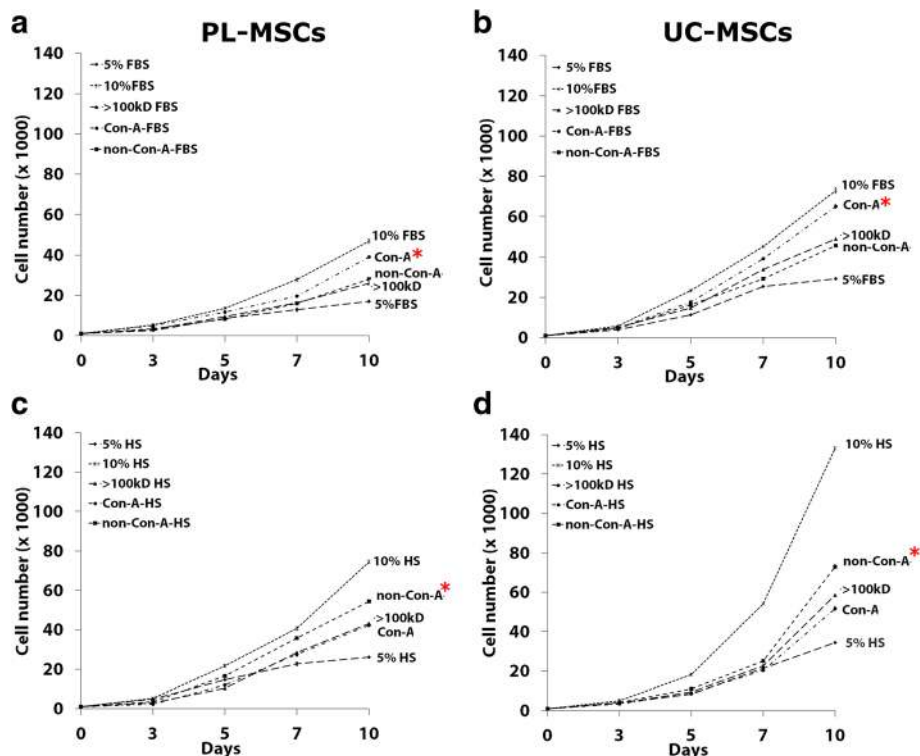 a
PL-MSCs
140
120
100
80
60
40
20
0
Cell number (x 1000)
5% FBS
10%FBS
>100kD FBS
Con-A-FBS
non-Con-A-FBS
10% FBS
Con-A*
non-Con-A
>100kD
5%FBS
0 3 5 7 10
Days
b
UC-MSCs
140
120
100
80
60
40
20
0
Cell number (x 1000)
5% FBS
10%FBS
>100kD FBS
Con-A-FBS
non-Con-A-FBS
10% FBS
Con-A*
>100kD
non-Con-A
5%FBS
0 3 5 7 10
Days
c
140
120
100
80
60
40
20
0
Cell number (x 1000)
5% HS
10% HS
>100kD HS
Con-A-HS
non-Con-A-HS
10% HS
non-Con-A*
>100kD
Con-A
5% HS
0 3 5 7 10
Days
d
140
120
100
80
60
40
20
0
Cell number (x 1000)
5% HS
10% HS
>100kD HS
Con-A-HS
non-Con-A-HS
10% HS
non-Con-A*
>100kD
Con-A
5% HS
0 3 5 7 10
Days